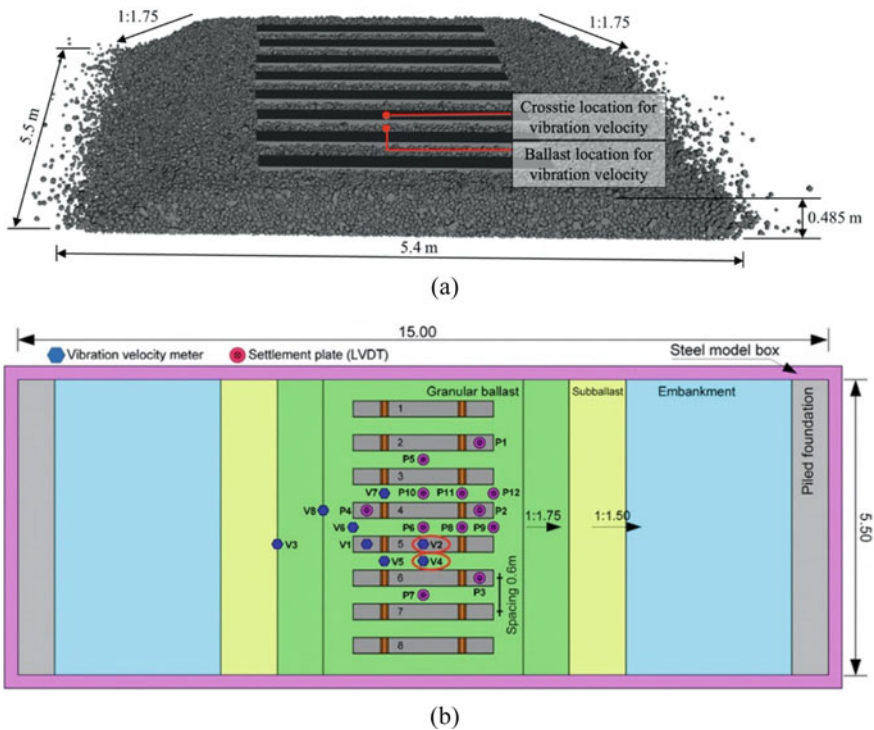 1:1.75
1:1.75
5.5 m
Crosstie location for
vibration velocity
Ballast location for
vibration velocity
0.485 m
5.4 m
(a)
15.00
Vibration velocity meter
Settlement plate (LVDT)
Steel model box
Granular ballast
Subballast
Embankment
Piled foundation
1
2
P1
P5
3
V7
P10
P11
P12
V8
P4
4
P2
1:1.75
1:1.50
V6
P6
P8
P9
5.50
V3
V1
5
V2
V5
V4
6
P3
Spacing 0.6m
P7
7
8
(b)